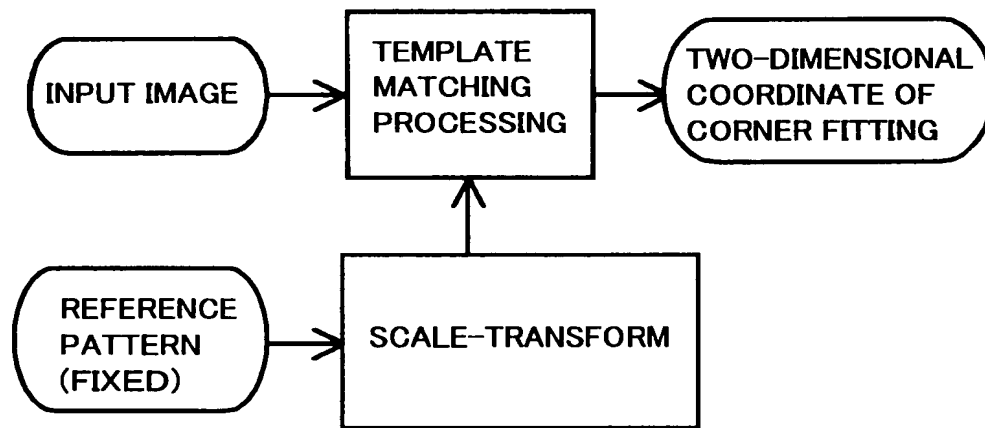 INPUT IMAGE
TEMPLATE
MATCHING
PROCESSING
TWO-DIMENSIONAL
COORDINATE OF
CORNER FITTING
REFERENCE
PATTERN
(FIXED)
SCALE-TRANSFORM